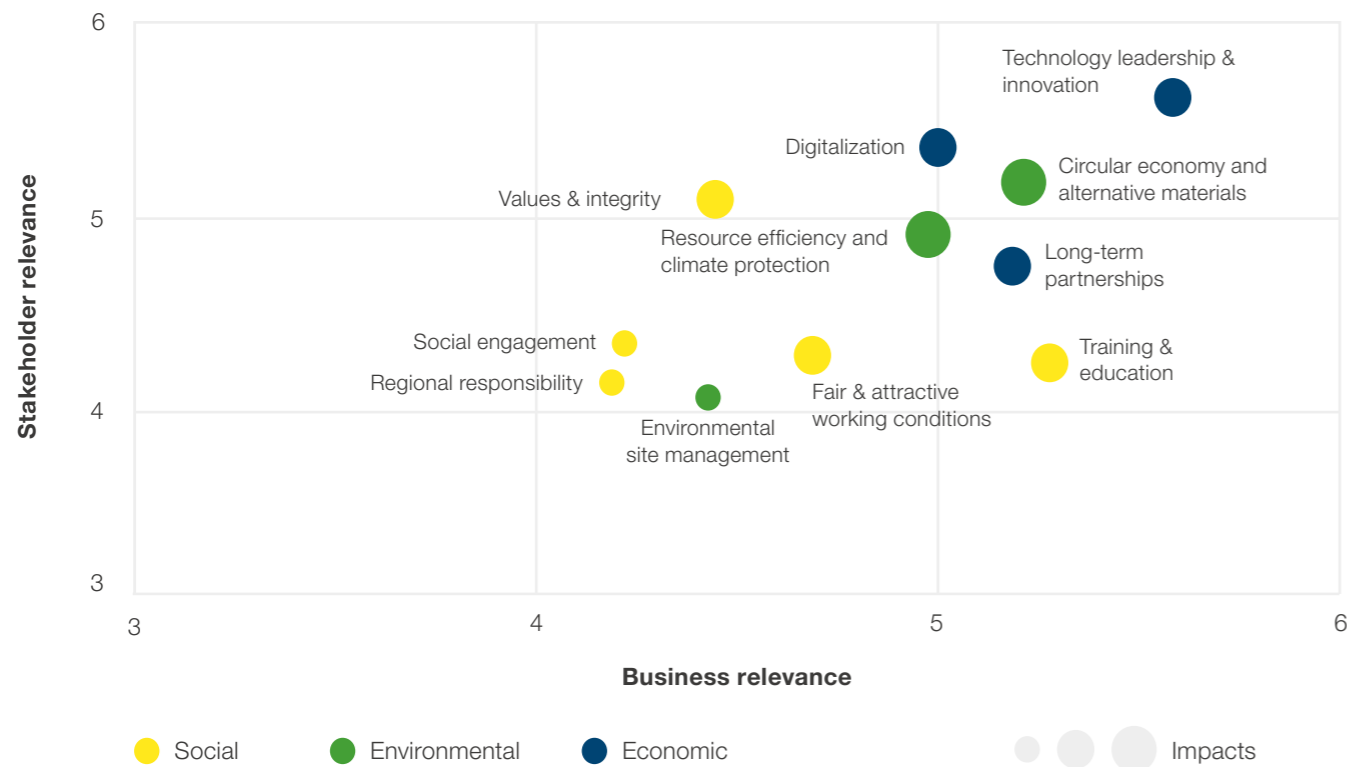 6
Technology leadership &
innovation
Digitalization
Circular economy and
alternative materials
Values & integrity
5
Resource efficiency and
climate protection
Long-term
partnerships
Stakeholder relevance
Social engagement
Training &
education
Regional responsibility
Fair & attractive
working conditions
4
Environmental
site management
3
3
4
5
6
Business relevance
Social
Environmental
Economic
Impacts